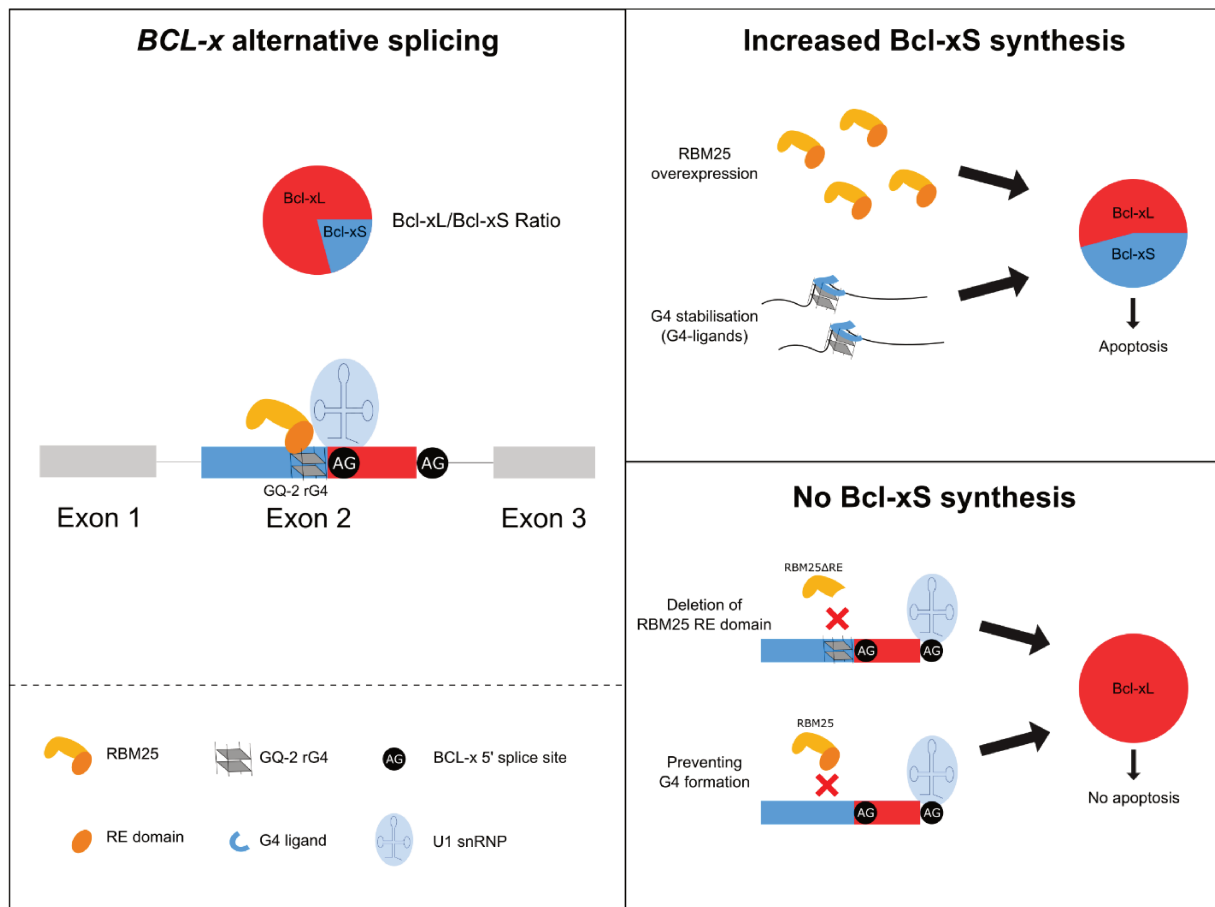 BCL-x alternative splicing
Bcl-xL
Bcl-xS
Bcl-xL/Bcl-xS Ratio
AG
AG
GQ-2 rG4
Exon 1
Exon 2
Exon 3
RBM25
GQ-2 rG4
AG
BCL-x 5' splice site
RE domain
G4 ligand
U1 snRNP
Increased Bcl-xS synthesis
RBM25
overexpression
G4 stabilisation
(G4-ligands)
Bcl-xL
Bcl-xS
Apoptosis
No Bcl-xS synthesis
RBM25ΔRE
Deletion of
RBM25 RE domain
AG
AG
RBM25
Preventing
G4 formation
AG
AG
Bcl-xL
No apoptosis